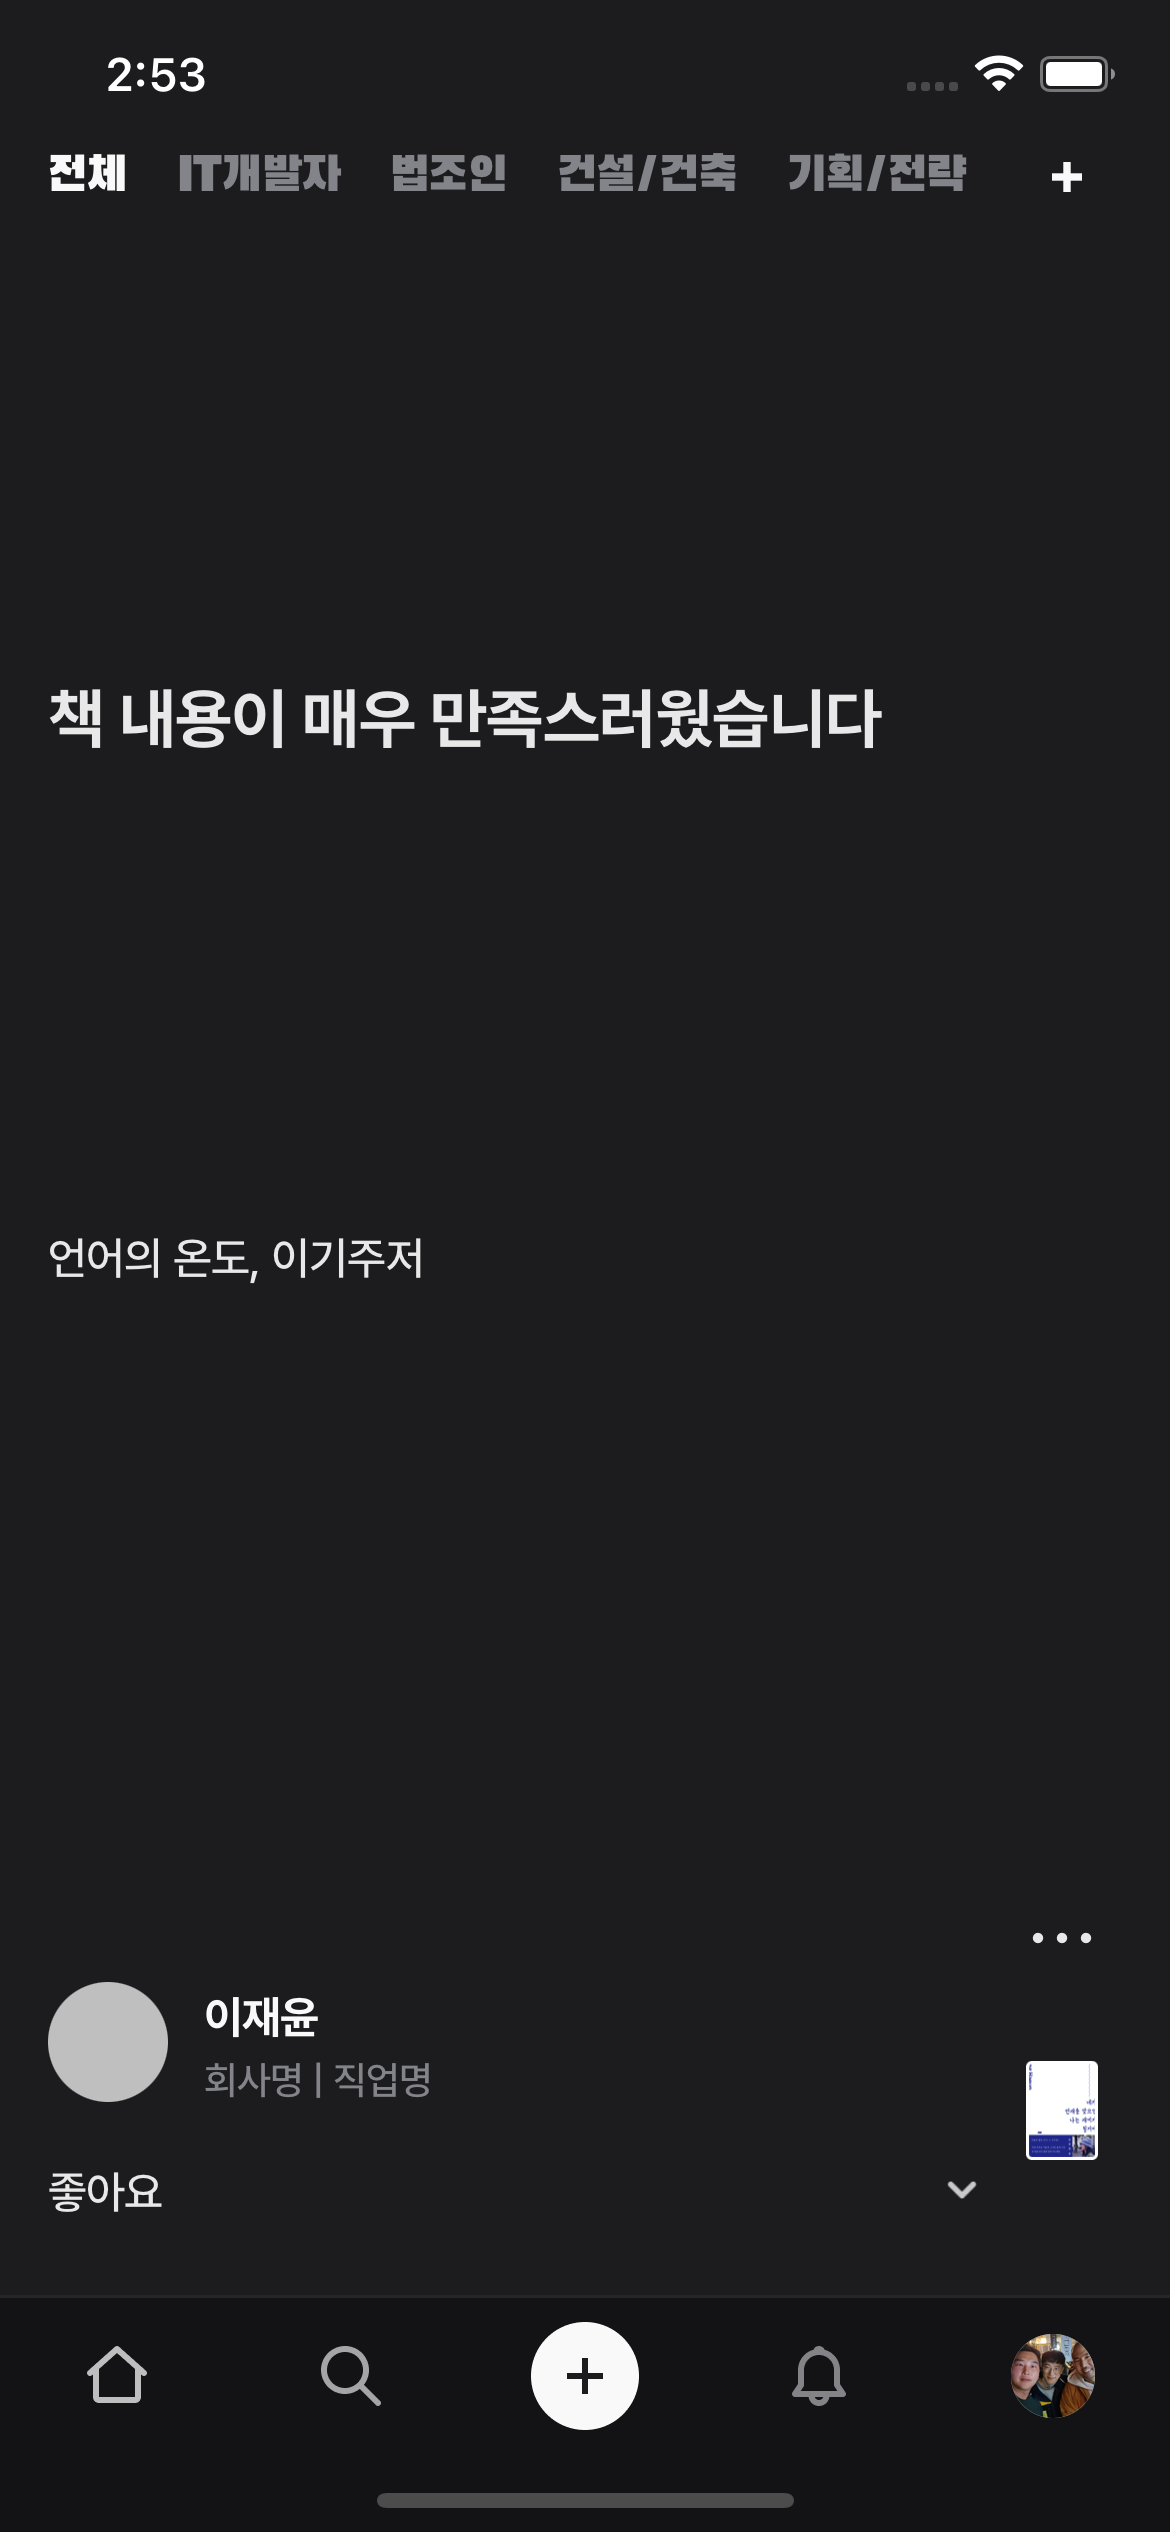 2:53
전체 IT개발자 법조인 건설/건축 기획/전략 +
책 내용이 매우 만족스러웠습니다
언어의 온도, 이기주저
이재윤
회사명 | 직업명
좋아요